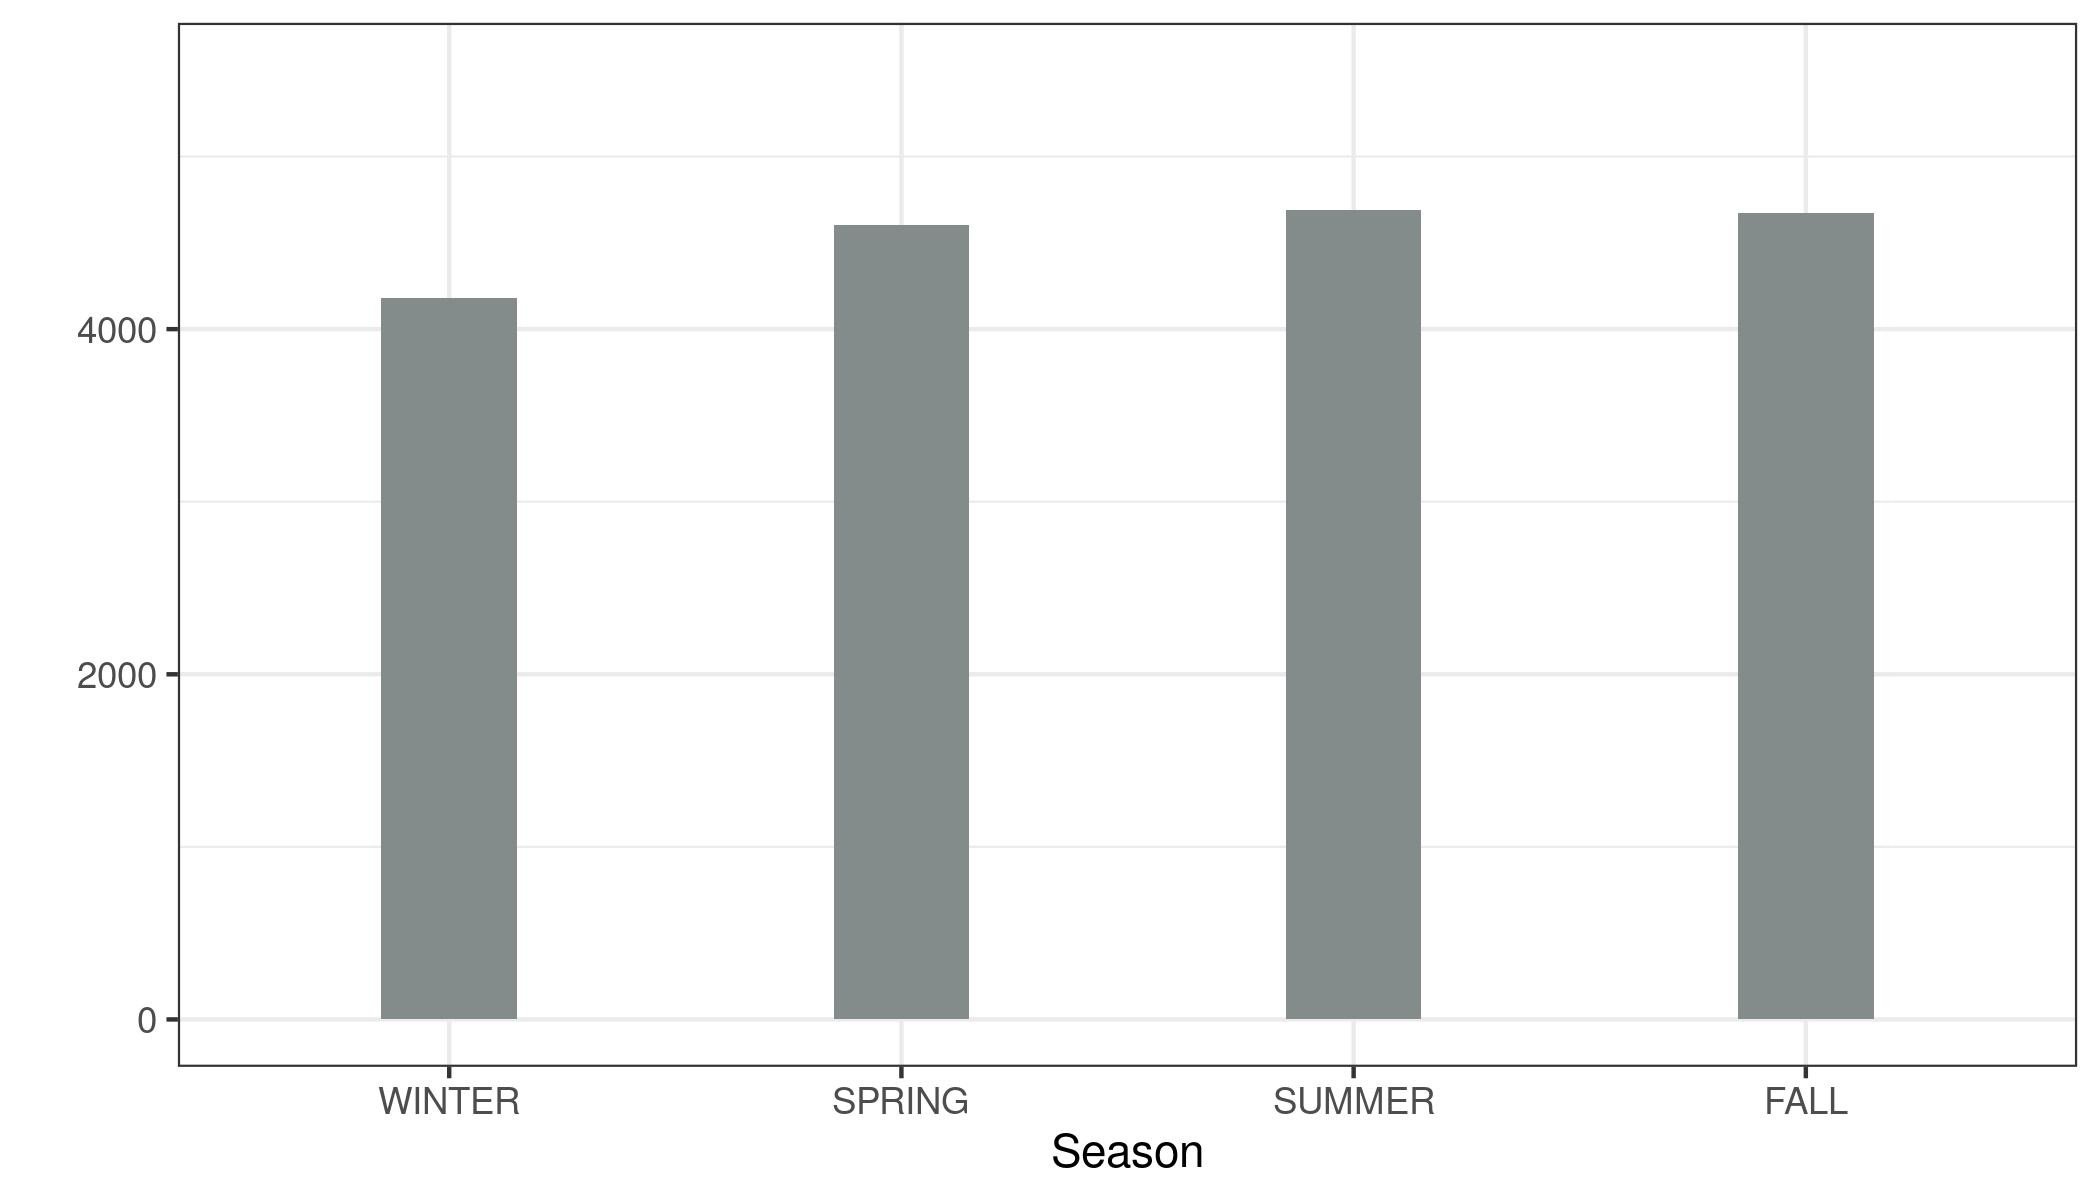 4000
2000
0
WINTER SPRING SUMMER FALL
Season